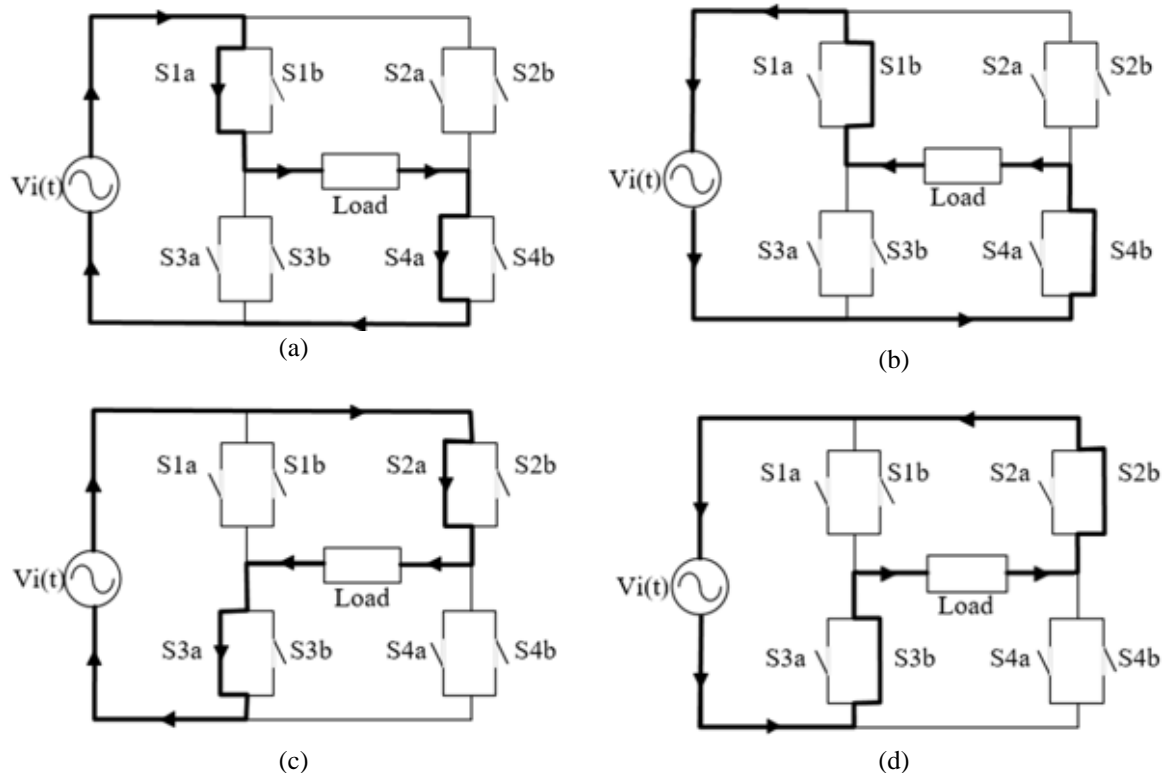 S1a S1b S2a S2b
Vi(t)
Load
S3a S3b S4a S4b
(a)
S1a S1b S2a S2b
Vi(t)
Load
S3a S3b S4a S4b
(b)
S1a S1b S2a S2b
Vi(t)
Load
S3a S3b S4a S4b
(c)
S1a S1b S2a S2b
Vi(t)
Load
S3a S3b S4a S4b
(d)